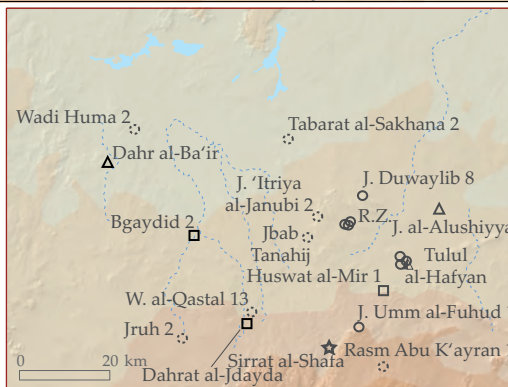 Wadi Huma 2
Tabarat al-Sakhana 2
Dahr al-Ba‘ir
J. Duwaylib 8
J. ‘Itriya
al-Janubi 2
R.Z.
J. al-Alushiyya
Bgaydid 2
Jbab
Tanahij
Tulul
al-Hafyan
Huswat al-Mir 1
W. al-Qastal 13
J. Umm al-Fuhud
Jruh 2
Sirrat al-Shafa
Rasm Abu K‘ayran
Dahrat al-Jdayda
0 20 km